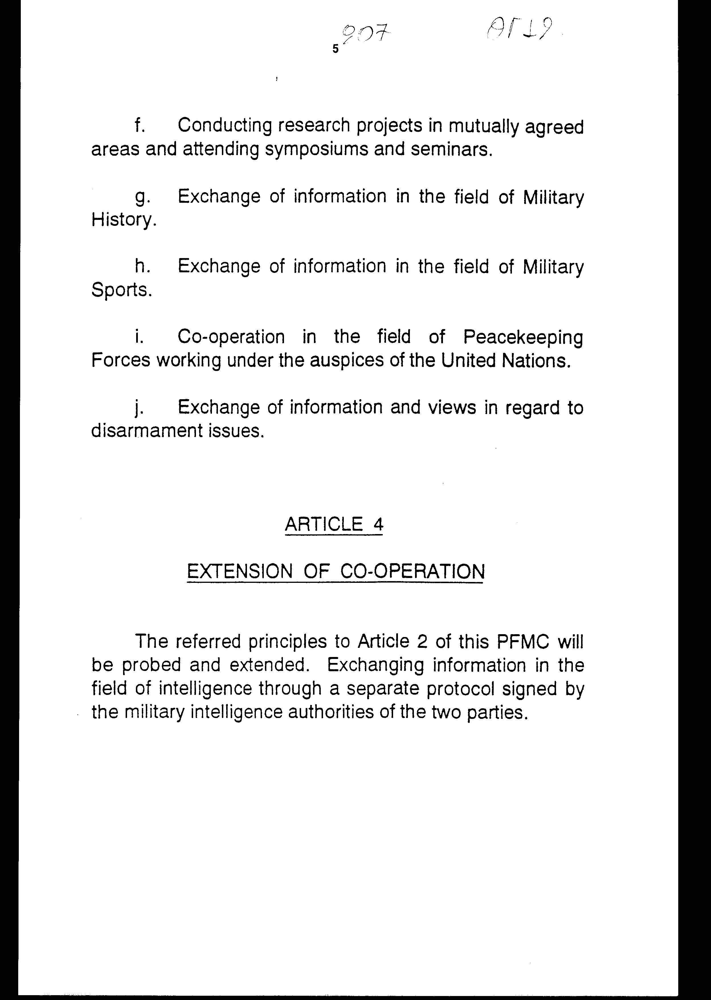 907
5
f. Conducting research projects in mutually agreed
areas and attending symposiums and seminars.
g. Exchange of information in the field of Military
History.
h. Exchange of information in the field of Military
Sports.
i. Co-operation in the field of Peacekeeping
Forces working under the auspices of the United Nations.
j. Exchange of information and views in regard to
disarmament issues.
ARTICLE 4
EXTENSION OF CO-OPERATION
The referred principles to Article 2 of this PFMC will
be probed and extended. Exchanging information in the
field of intelligence through a separate protocol signed by
the military intelligence authorities of the two parties.